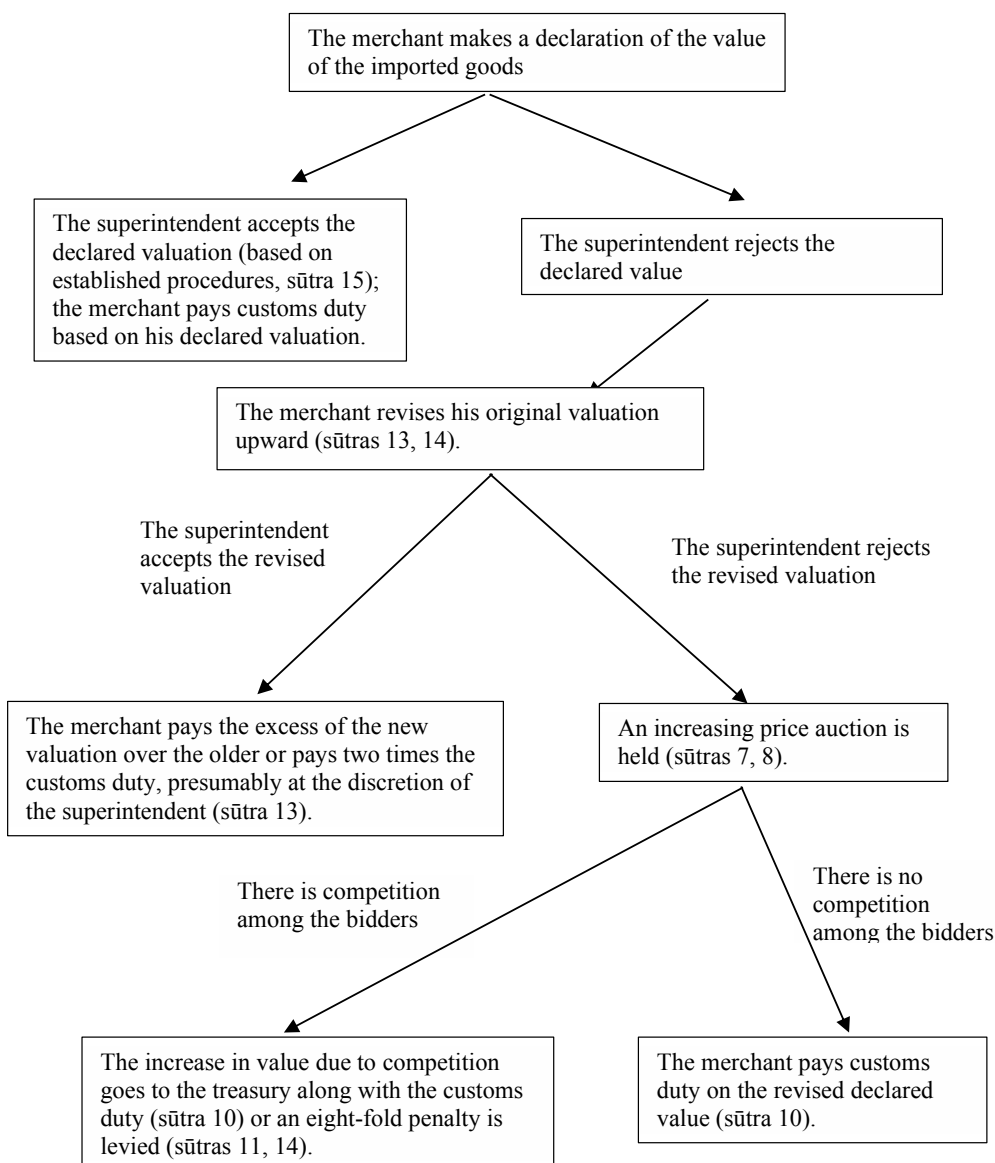 The merchant makes a declaration of the value
of the imported goods
The superintendent accepts the
declared valuation (based on
established procedures, sūtra 15);
the merchant pays customs duty
based on his declared valuation.
The superintendent rejects the
declared value
The merchant revises his original valuation
upward (sūtras 13, 14).
The superintendent
accepts the revised
valuation
The superintendent rejects
the revised valuation
The merchant pays the excess of the new
valuation over the older or pays two times the
customs duty, presumably at the discretion of
the superintendent (sūtra 13).
An increasing price auction is
held (sūtras 7, 8).
There is competition
among the bidders
There is no
competition
among the bidders
The increase in value due to competition
goes to the treasury along with the customs
duty (sūtra 10) or an eight-fold penalty is
levied (sūtras 11, 14).
The merchant pays customs
duty on the revised declared
value (sūtra 10).